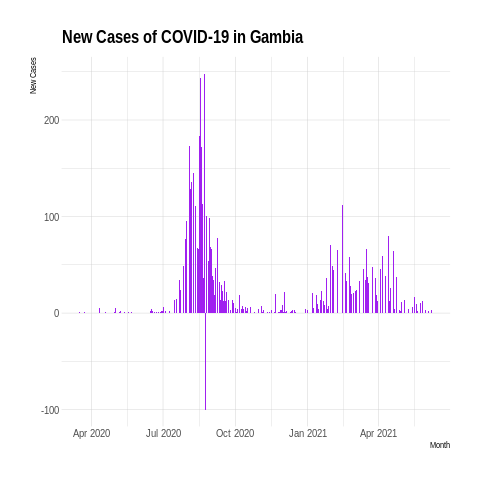 New Cases of COVID-19 in Gambia
New Cases
200
100
0
-100
Apr 2020 Jul 2020 Oct 2020 Jan 2021 Apr 2021
Month